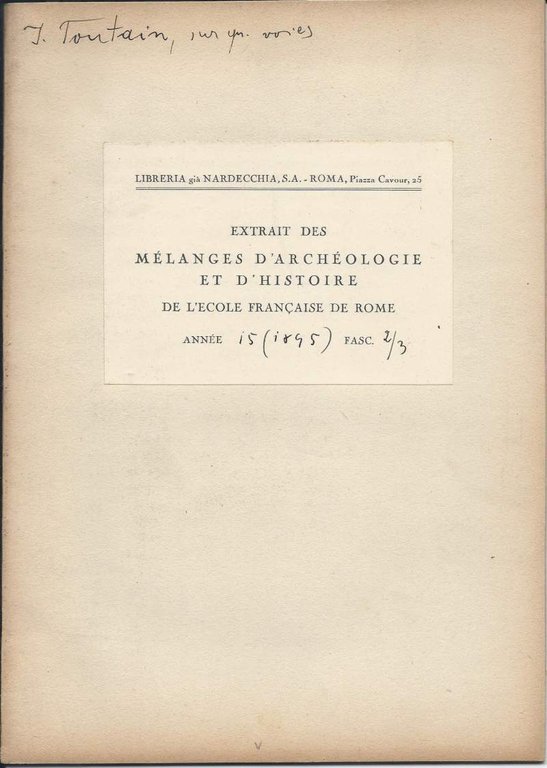 J. Toutain, sur qu. voies
LIBRERIA già NARDECCHIA, S.A. - ROMA, Piazza Cavour, 25
EXTRAIT DES
MÉLANGES D'ARCHÉOLOGIE
ET D'HISTOIRE
DE L'ECOLE FRANÇAISE DE ROME
ANNÉE 15 (1895) FASC. 2/3